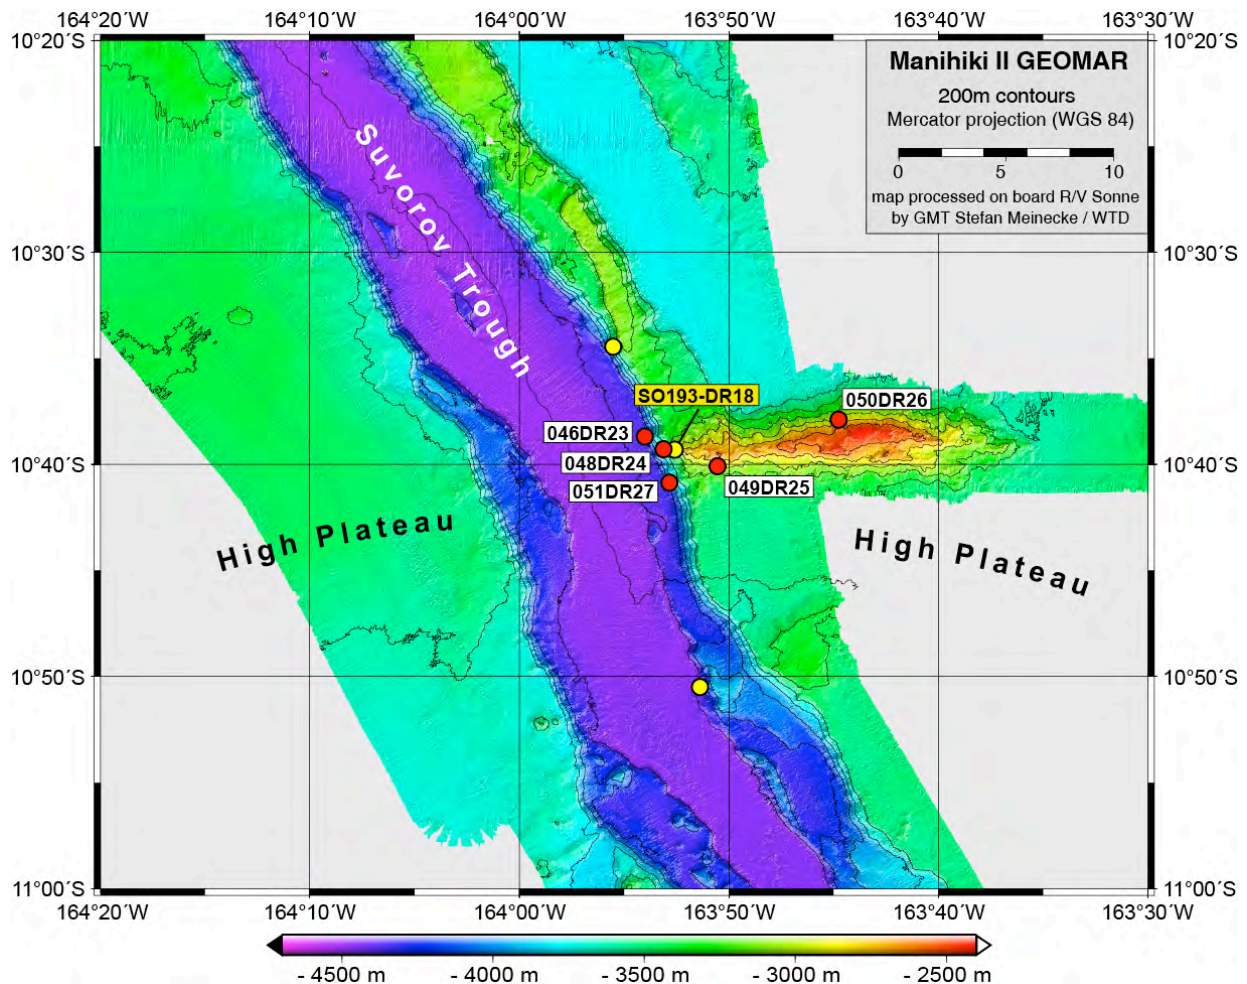 164˚20´W 164˚10´W 164˚00´W 163˚50´W 163˚40´W 163˚30´W
10˚20´S 10˚20´S
Manihiki II GEOMAR
200m contours
Mercator projection (WGS 84)
0 5 10
map processed on board R/V Sonne
by GMT Stefan Meinecke / WTD
Suvorov Trough
10˚30´S 10˚30´S
SO193-DR18
050DR26
046DR23
10˚40´S 10˚40´S
048DR24
049DR25
051DR27
High Plateau
High Plateau
10˚50´S 10˚50´S
11˚00´S 11˚00´S
164˚20´W 164˚10´W 164˚00´W 163˚50´W 163˚40´W 163˚30´W
- 4500 m - 4000 m - 3500 m - 3000 m - 2500 m